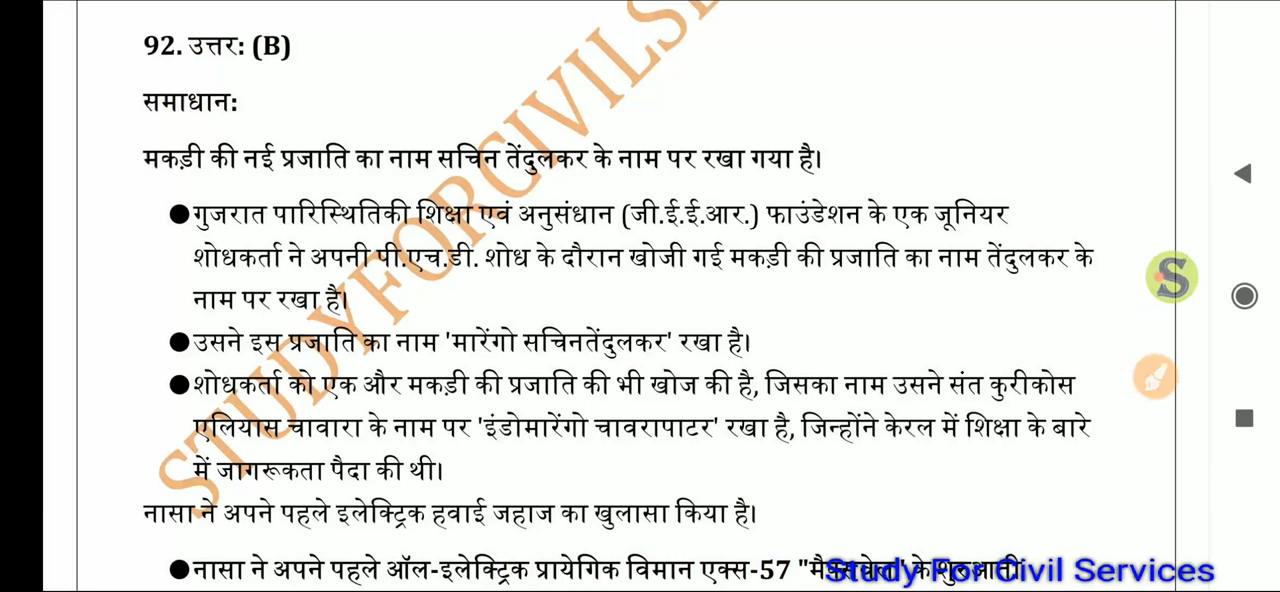 92. उत्तर: (B)
समाधान:
मकड़ी की नई प्रजाति का नाम सचिन तेंदुलकर के नाम पर रखा गया है।
●गुजरात पारिस्थितिकी शिक्षा एवं अनुसंधान (जी.ई.ई.आर.) फाउंडेशन के एक जूनियर
शोधकर्ता ने अपनी पी.एच.डी. शोध के दौरान खोजी गई मकड़ी की प्रजाति का नाम तेंदुलकर के
नाम पर रखा है।
●उसने इस प्रजाति का नाम 'मारेंगो सचिनतेंदुलकर' रखा है।
●शोधकर्ता को एक और मकड़ी की प्रजाति की भी खोज की है, जिसका नाम उसने संत कुरीकोस
एलियास चावारा के नाम पर 'इंडोमारेंगो चावरापाटर' रखा है, जिन्होंने केरल में शिक्षा के बारे
में जागरूकता पैदा की थी।
नासा ने अपने पहले इलेक्ट्रिक हवाई जहाज का खुलासा किया है।
●नासा ने अपने पहले ऑल-इलेक्ट्रिक प्रायोगिक विमान एक्स-57 "मैक्सवेल" के शुरुआती
Study For Civil Services
STUDYFORCIVILSE
S